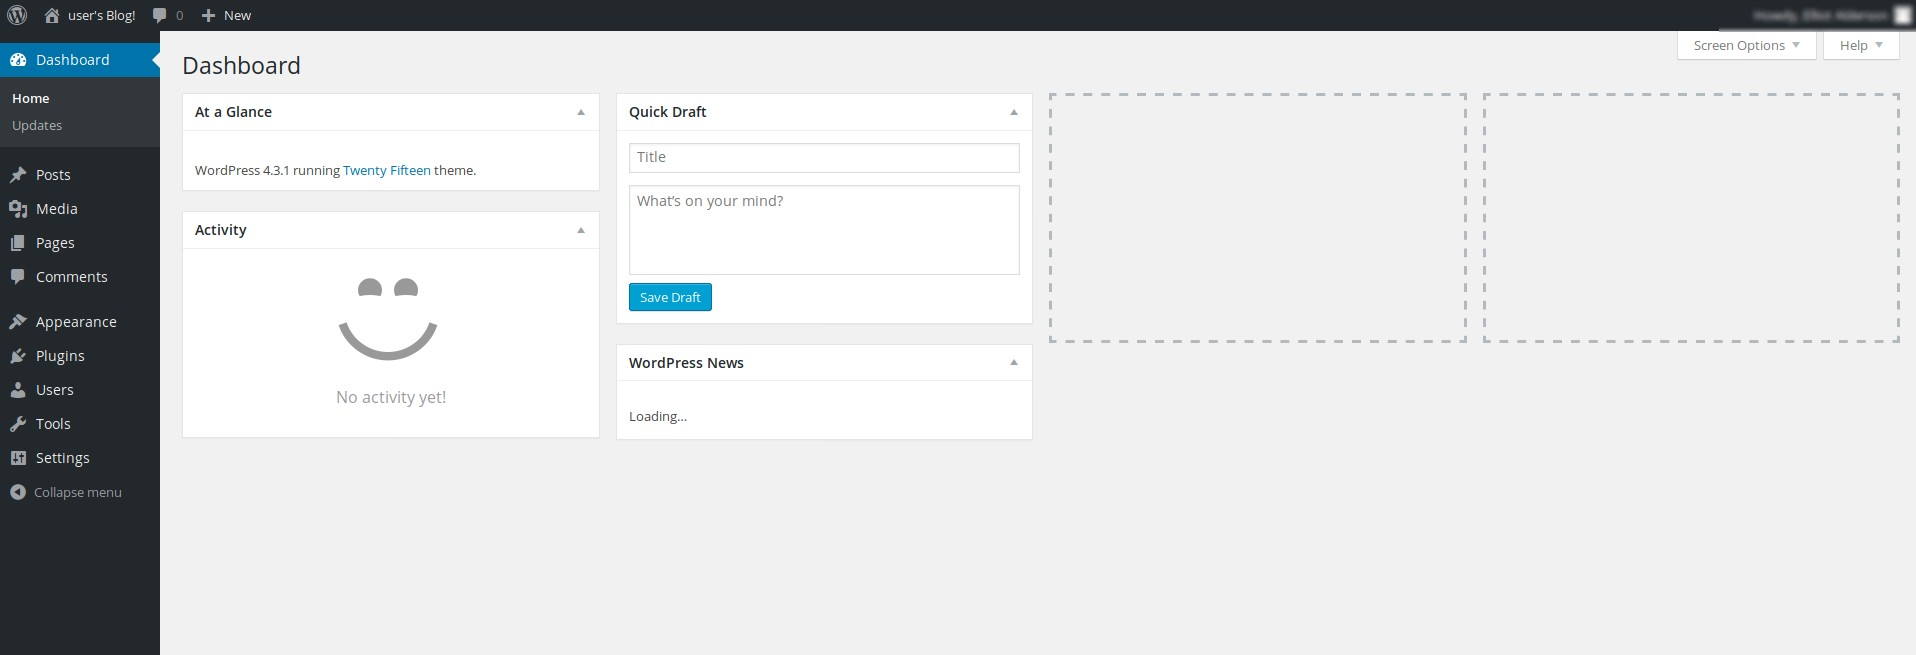 user's Blog!
0
New
Dashboard
Home
Updates
Posts
Media
Pages
Comments
Appearance
Plugins
Users
Tools
Settings
Collapse menu
Screen Options
Help
Dashboard
At a Glance
WordPress 4.3.1 running Twenty Fifteen theme.
Activity
No activity yet!
Quick Draft
Title
What's on your mind?
Save Draft
WordPress News
Loading...